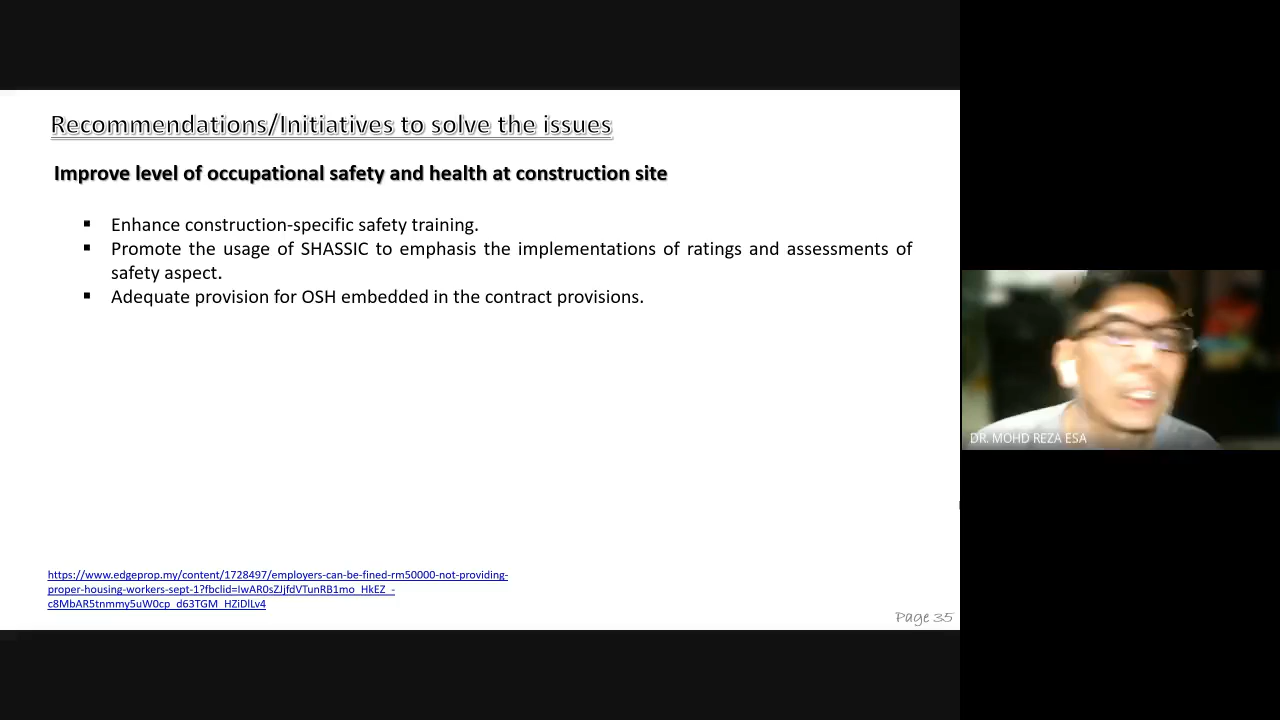 Recommendations/Initiatives to solve the issues
Improve level of occupational safety and health at construction site
▪ Enhance construction-specific safety training.
▪ Promote the usage of SHASSIC to emphasis the implementations of ratings and assessments of
safety aspect.
▪ Adequate provision for OSH embedded in the contract provisions.
DR. MOHD REZA ESA
https://www.edgeprop.my/content/1728497/employers-can-be-fined-rm50000-not-providing-
proper-housing-workers-sept-1?fbclid=IwAR0sZJjfdVTunRB1mo_HkEZ_-
c8MbAR5tnmmy5uW0cp_d63TGM_HZiDlLv4
Page 35